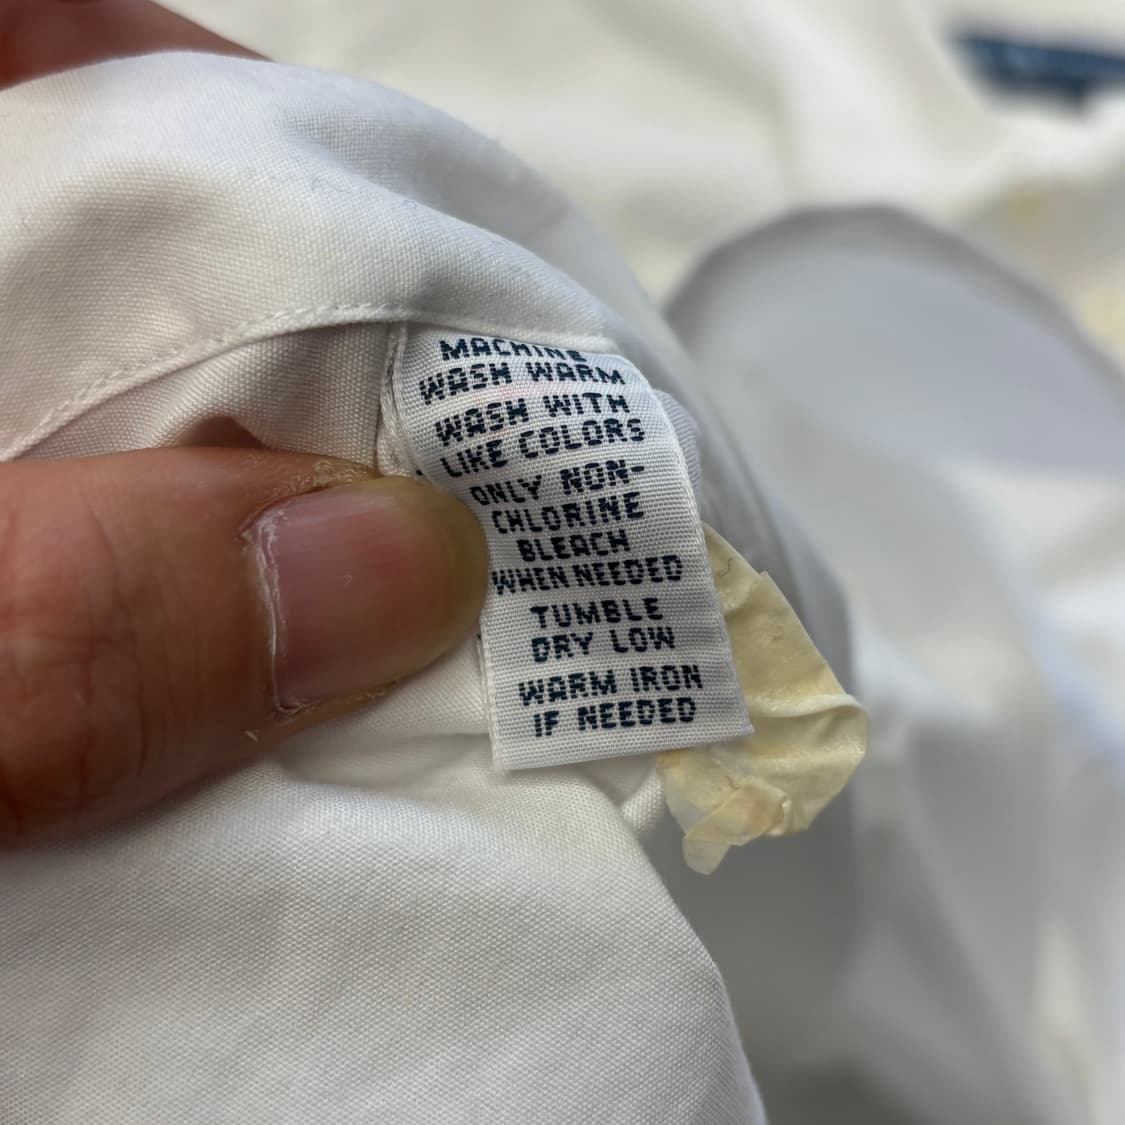 MACHINE
WASH WARM
WASH WITH
LIKE COLORS
ONLY NON-
CHLORINE
BLEACH
WHEN NEEDED
TUMBLE
DRY LOW
WARM IRON
IF NEEDED